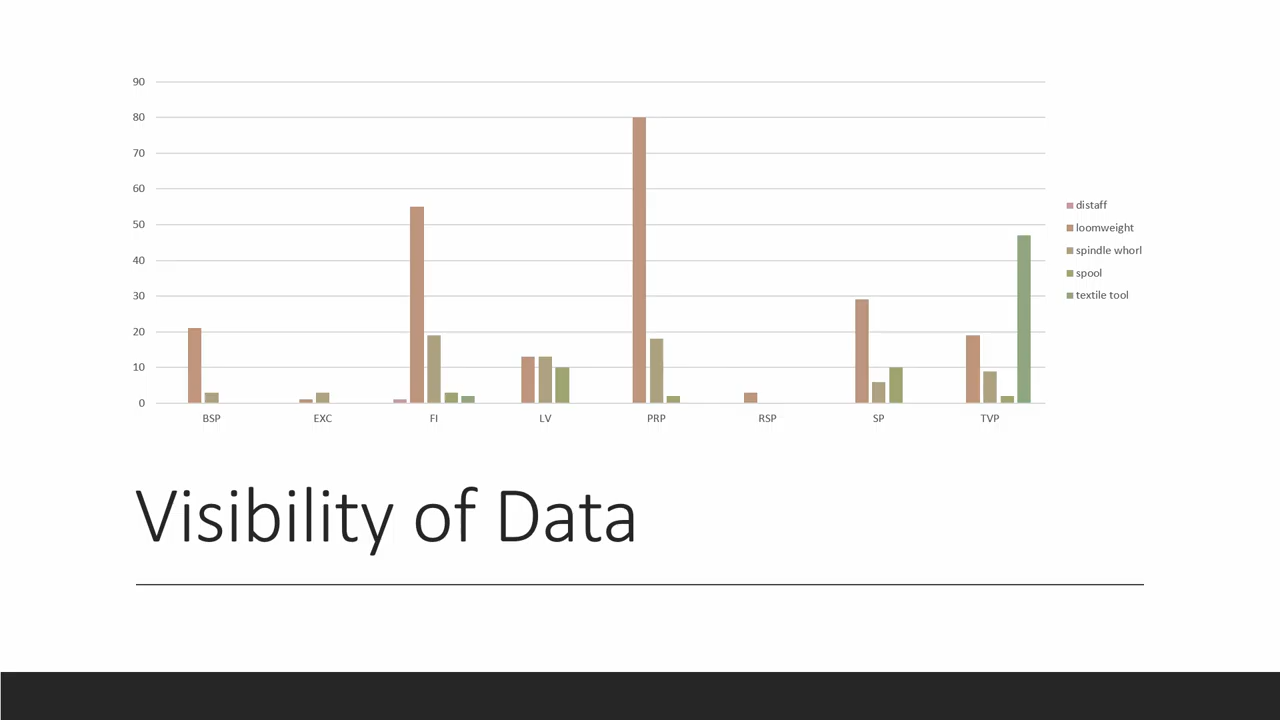 90
80
70
60
50
40
30
20
10
0
BSP EXC FI LV PRP RSP SP TVP
distaff
loomweight
spindle whorl
spool
textile tool
Visibility of Data